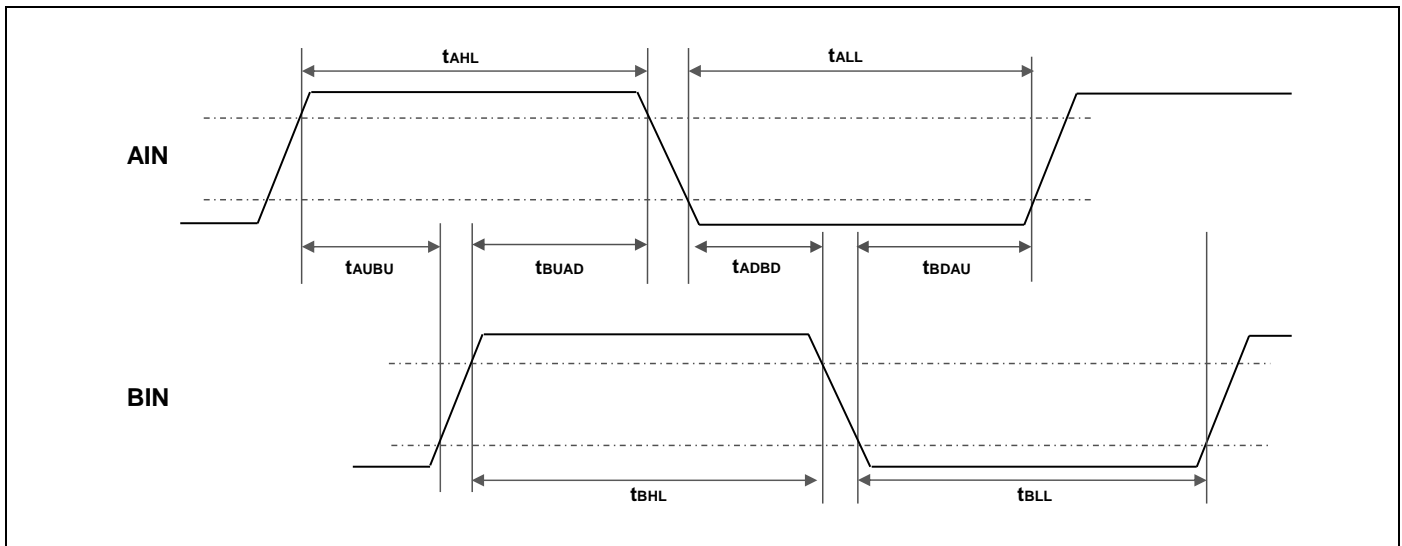 tAHL
tALL
AIN
tAUBU
tBUAD
tADBD
tBDAU
BIN
tBHL
tBLL